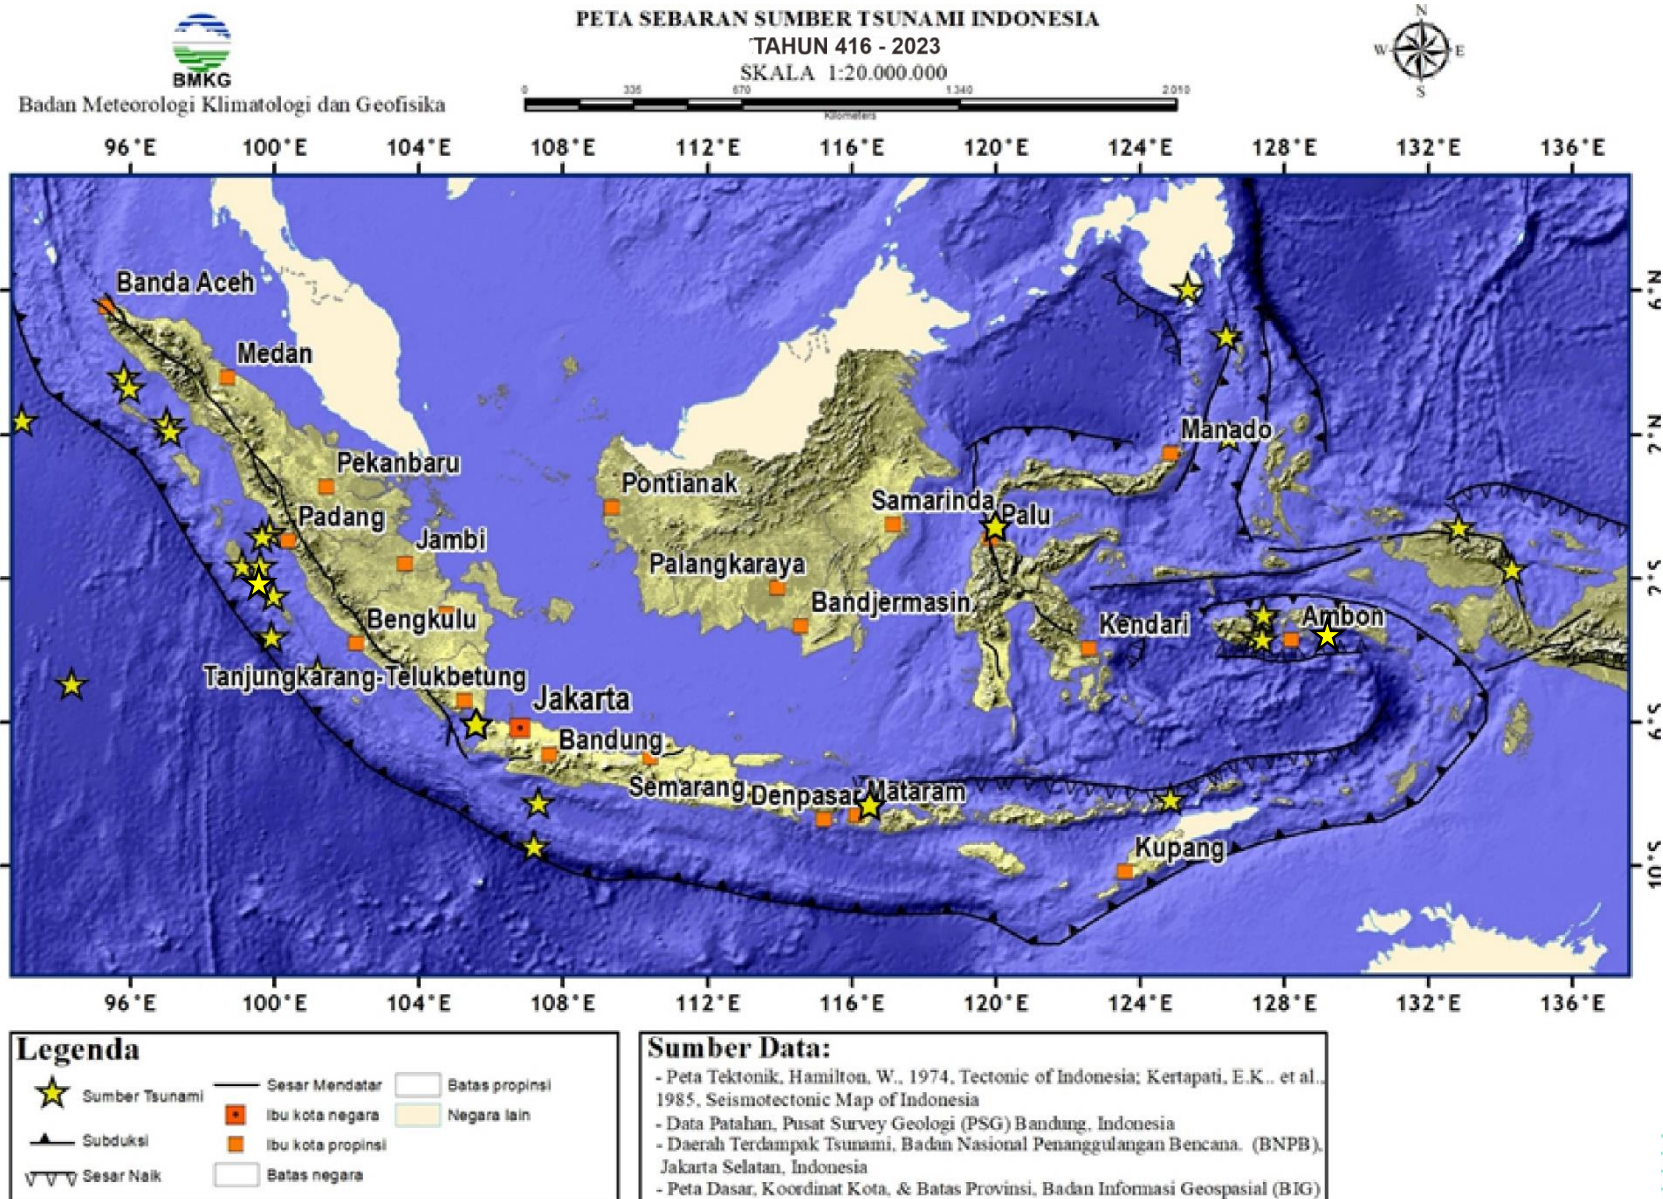 PETA SEBARAN SUMBER TSUNAMI INDONESIA
TAHUN 416 - 2023
SKALA 1:20.000.000
BMKG
Badan Meteorologi Klimatologi dan Geofisika
0 335 670 1.340 2.010
Kilometers
N
W E
S
96°E 100°E 104°E 108°E 112°E 116°E 120°E 124°E 128°E 132°E 136°E
Banda Aceh
6°N
Medan
Manado
2°N
Pekanbaru
Pontianak
Samarinda
Padang
Palu
Jambi
Palangkaraya
2°S
Bandjermasin
Bengkulu
Kendari
Ambon
Tanjungkarang-Telukbetung
Jakarta
6°S
Bandung
Semarang
Denpasar
Mataram
Kupang
10°S
96°E 100°E 104°E 108°E 112°E 116°E 120°E 124°E 128°E 132°E 136°E
Legenda
Sumber Tsunami
Subduksi
Sesar Naik
Sesar Mendatar
Ibu kota negara
Ibu kota propinsi
Batas negara
Batas propinsi
Negara lain
Sumber Data:
- Peta Tektonik, Hamilton, W., 1974, Tectonic of Indonesia; Kertapati, E.K.. et al.,
1985, Seismotectonic Map of Indonesia
- Data Patahan, Pusat Survey Geologi (PSG) Bandung, Indonesia
- Daerah Terdampak Tsunami, Badan Nasional Penanggulangan Bencana. (BNPB),
Jakarta Selatan, Indonesia
- Peta Dasar, Koordinat Kota, & Batas Provinsi, Badan Informasi Geospasial (BIG)